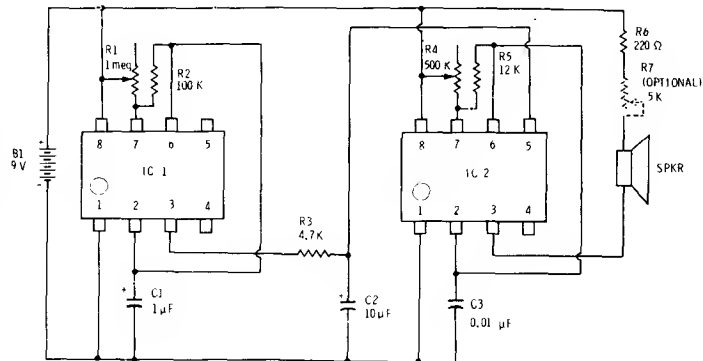 R1
1 meg
R2
100 K
R4
500 K
R5
12 K
R6
220 Ω
R7
(OPTIONAL)
5 K
B1
9 V
+
-
8 7 6 5
IC 1
1 2 3 4
8 7 6 5
IC 2
1 2 3 4
SPKR
R3
4.7K
+
C1
1 µF
+
C2
10 µF
C3
0.01 µF